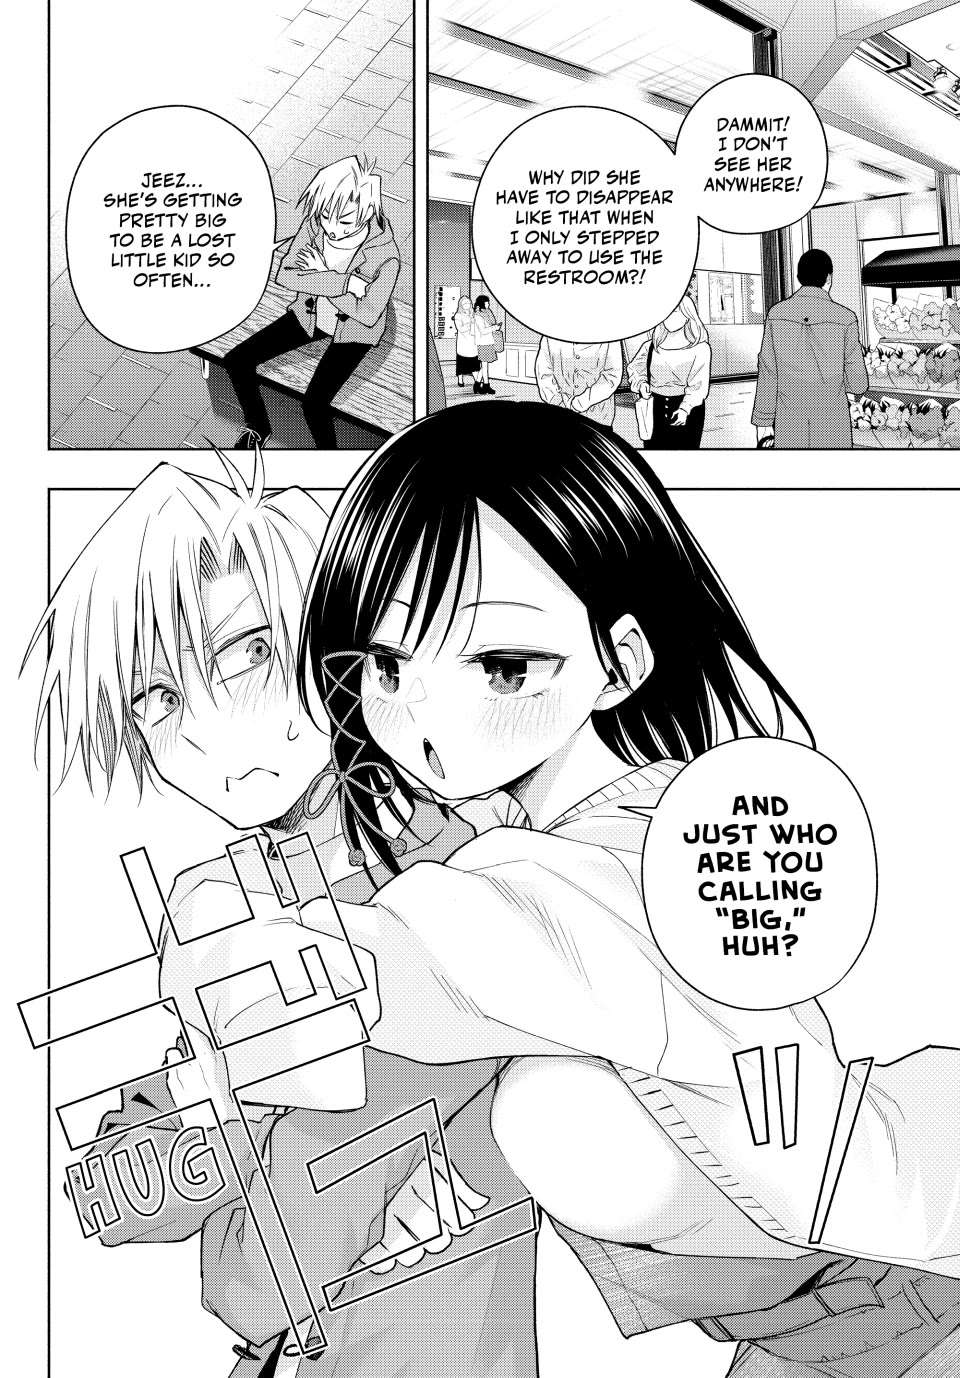 DAMMIT!
I DON'T
SEE HER
ANYWHERE!
WHY DID SHE
HAVE TO DISAPPEAR
LIKE THAT WHEN
I ONLY STEPPED
AWAY TO USE THE
RESTROOM?!
JEEZ...
SHE'S GETTING
PRETTY BIG
TO BE A LOST
LITTLE KID SO
OFTEN...
AND
JUST WHO
ARE YOU
CALLING
"BIG,"
HUH?
HUG